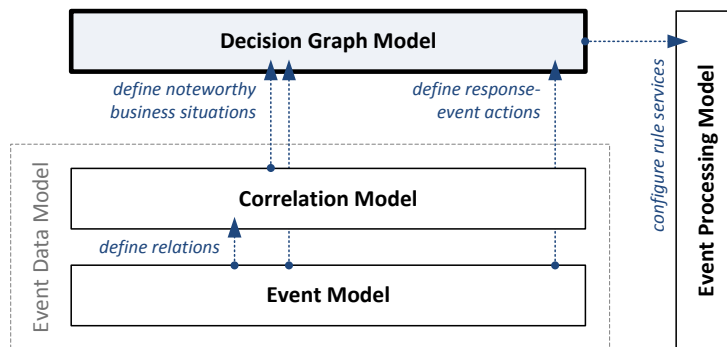 Decision Graph Model
define noteworthy
business situations
define response-
event actions
configure rule services
Event Processing Model
Event Data Model
Correlation Model
define relations
Event Model